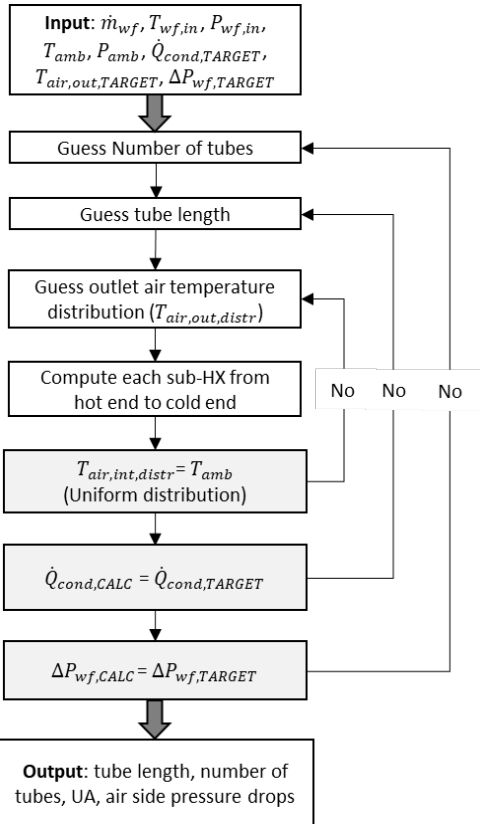 Input: ṁ_wf, T_wf,in, P_wf,in,
T_amb, P_amb, Q̇_cond,TARGET,
T_air,out,TARGET, ΔP_wf,TARGET
Guess Number of tubes
Guess tube length
Guess outlet air temperature
distribution (T_air,out,distr)
Compute each sub-HX from
hot end to cold end
No No No
T_air,int,distr= T_amb
(Uniform distribution)
Q̇_cond,CALC = Q̇_cond,TARGET
ΔP_wf,CALC= ΔP_wf,TARGET
Output: tube length, number of
tubes, UA, air side pressure drops